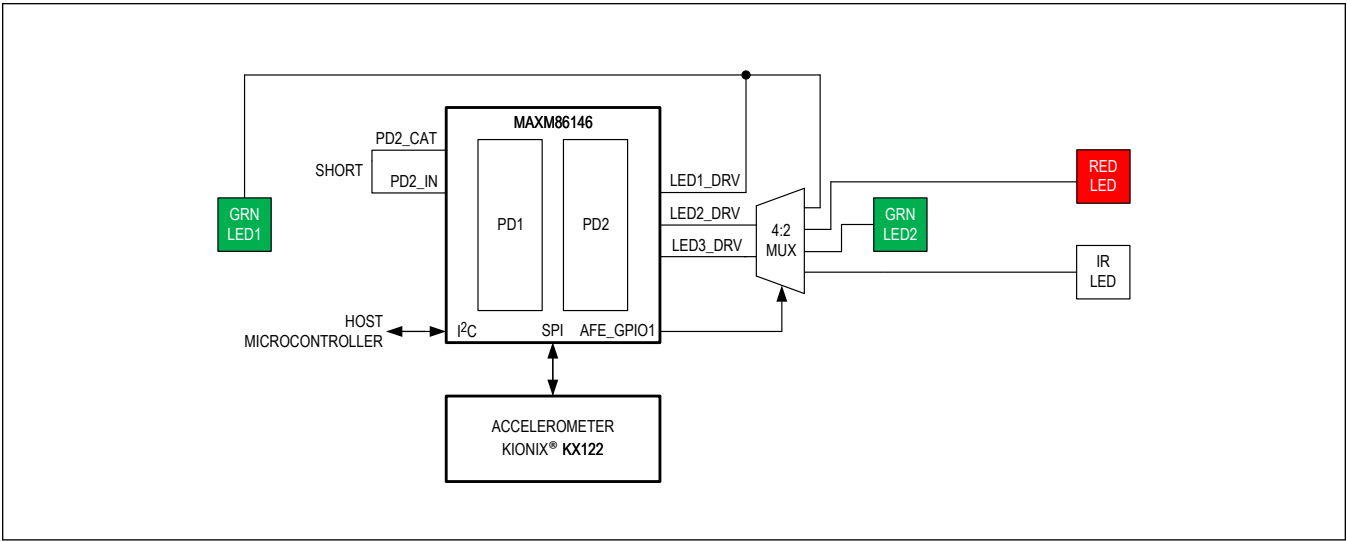 MAXM86146
PD2_CAT
SHORT
PD2_IN
PD1
PD2
LED1_DRV
LED2_DRV
LED3_DRV
4:2
MUX
GRN
LED1
GRN
LED2
RED
LED
IR
LED
HOST
MICROCONTROLLER
I²C
SPI
AFE_GPIO1
ACCELEROMETER
KIONIX® KX122